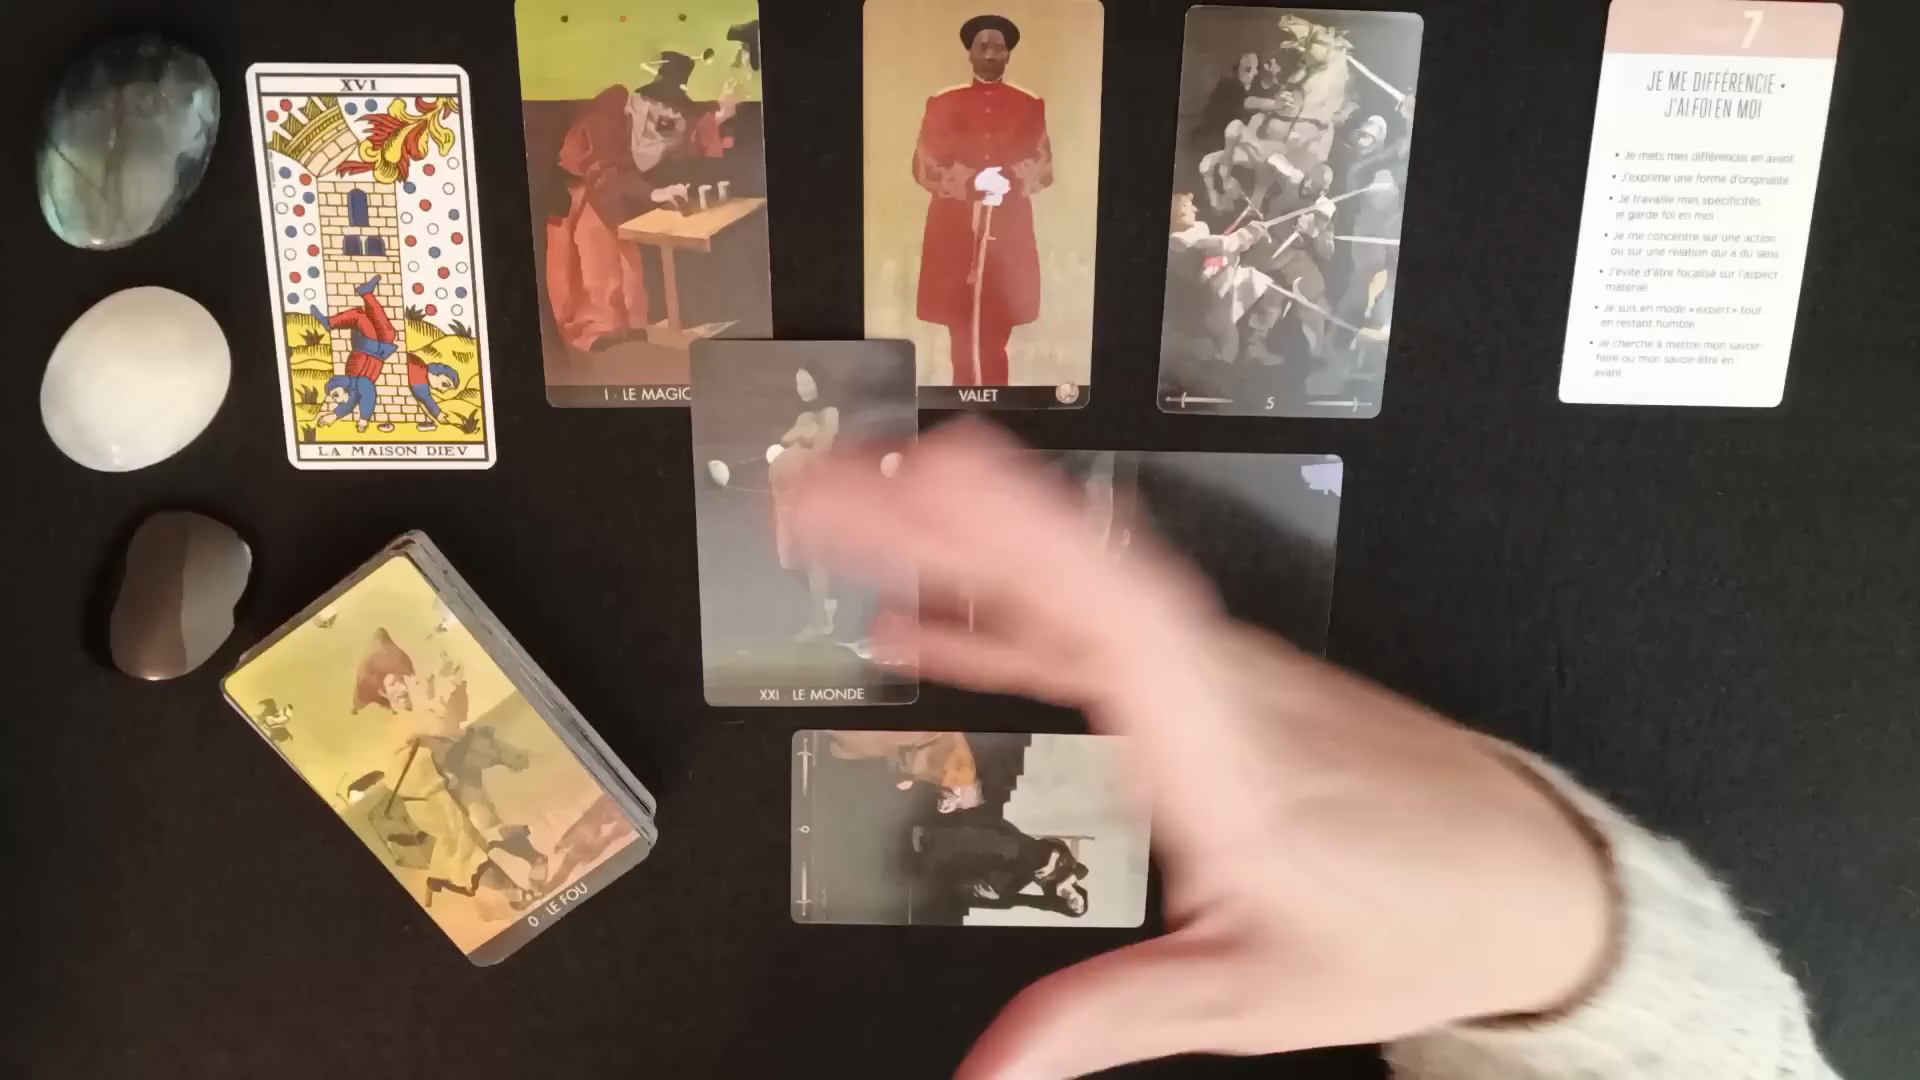 XVI
LA MAISON DIEV
I · LE MAGIC
VALET
5
7
JE ME DIFFÉRENCIE •
J'AI FOI EN MOI
• Je mets mes différences en avant
• J'exprime une forme d'originalité
• Je travaille mes spécificités,
je garde foi en moi
• Je me concentre sur une action
ou sur une relation qui a du sens
• J'évite d'être focalisé sur l'aspect
matériel
• Je suis en mode «expert» tout
en restant humble
• Je cherche à mettre mon savoir-
faire ou mon savoir-être en
avant
XXI · LE MONDE
6
0 · LE FOU